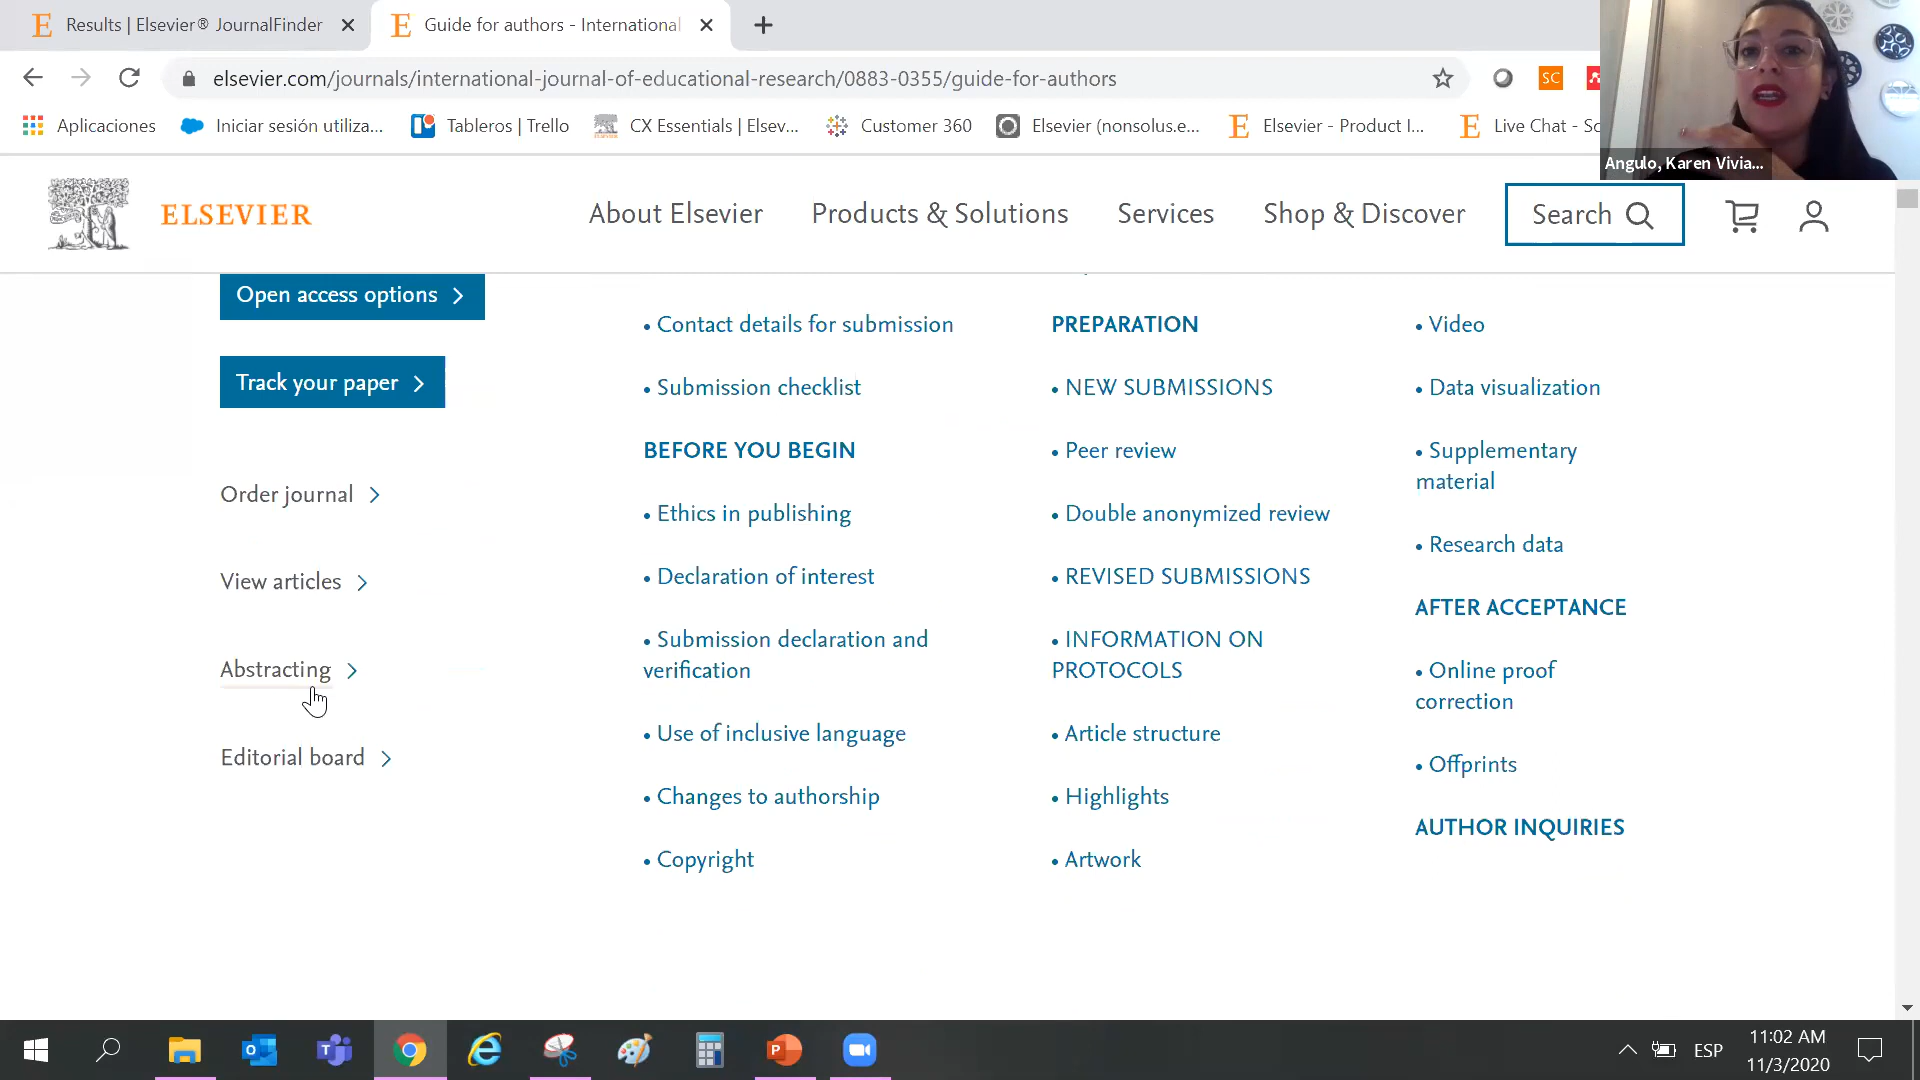 Results | Elsevier® JournalFinder
Guide for authors - International
elsevier.com/journals/international-journal-of-educational-research/0883-0355/guide-for-authors
SC
Aplicaciones
Iniciar sesión utiliza...
Tableros | Trello
CX Essentials | Elsev...
Customer 360
Elsevier (nonsolus.e...
Elsevier - Product I...
Live Chat - Sc
Angulo, Karen Vivia...
ELSEVIER
About Elsevier
Products & Solutions
Services
Shop & Discover
Search
Open access options
Track your paper
Order journal
View articles
Abstracting
Editorial board
• Contact details for submission
• Submission checklist
BEFORE YOU BEGIN
• Ethics in publishing
• Declaration of interest
• Submission declaration and
verification
• Use of inclusive language
• Changes to authorship
• Copyright
PREPARATION
• NEW SUBMISSIONS
• Peer review
• Double anonymized review
• REVISED SUBMISSIONS
• INFORMATION ON
PROTOCOLS
• Article structure
• Highlights
• Artwork
• Video
• Data visualization
• Supplementary
material
• Research data
AFTER ACCEPTANCE
• Online proof
correction
• Offprints
AUTHOR INQUIRIES
ESP
11:02 AM
11/3/2020